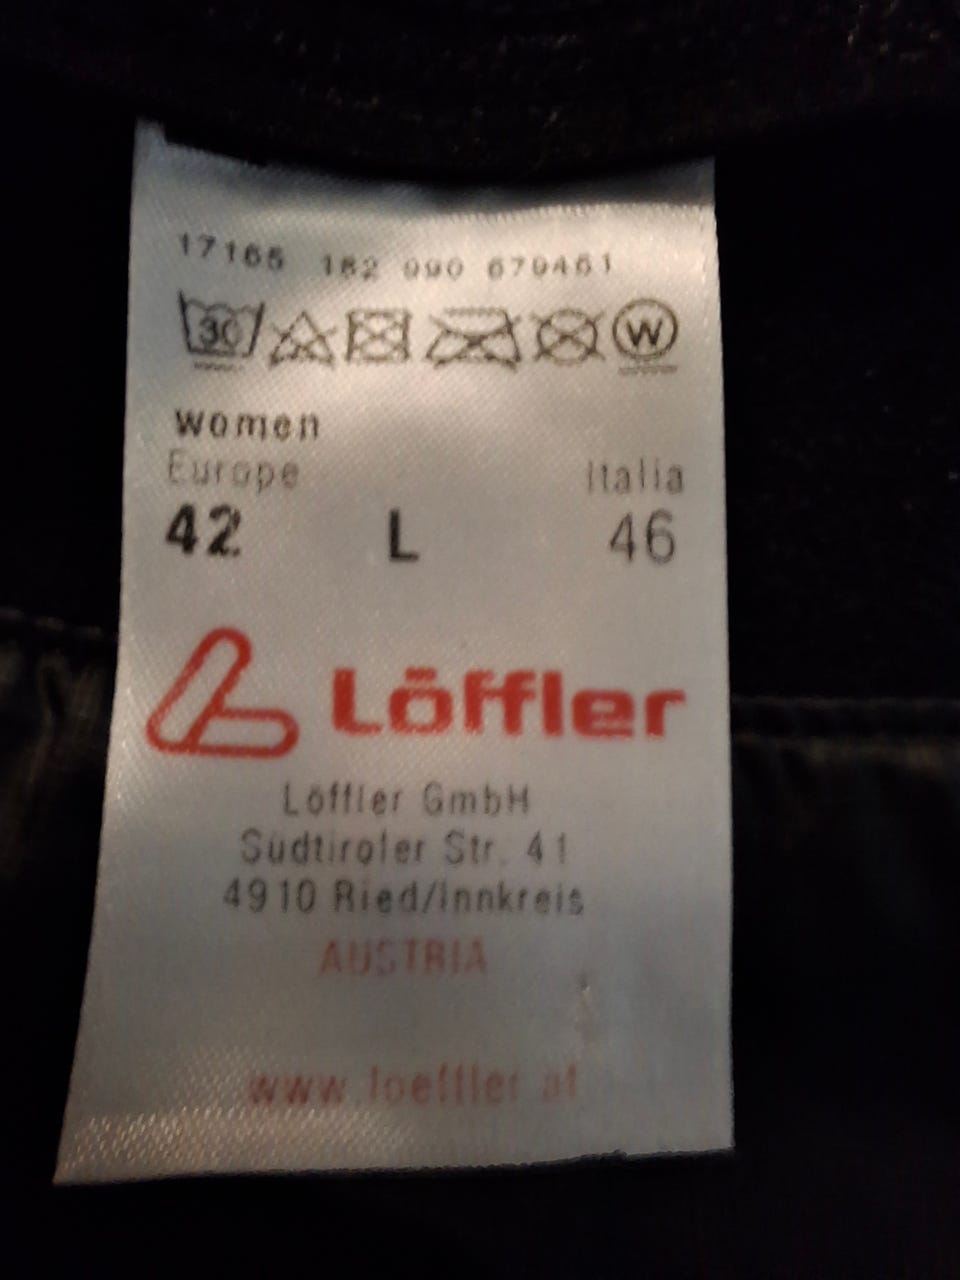 17165 182 990 679461
30 W
women
Europe Italia
42 L 46
Löffler
Löffler GmbH
Südtiroler Str. 41
4910 Ried/Innkreis
AUSTRIA
www.loeffler.at